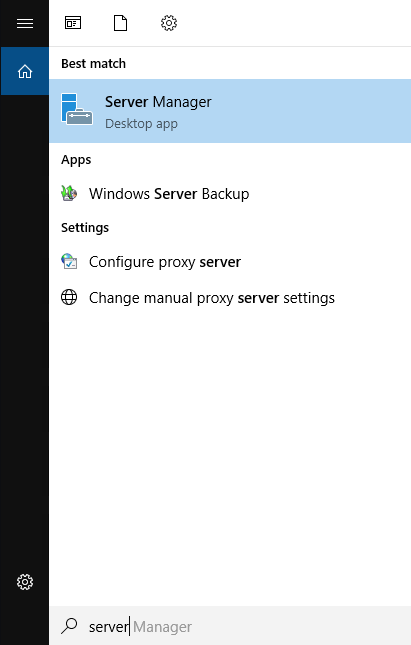 Best match
Server Manager
Desktop app
Apps
Windows Server Backup
Settings
Configure proxy server
Change manual proxy server settings
server Manager